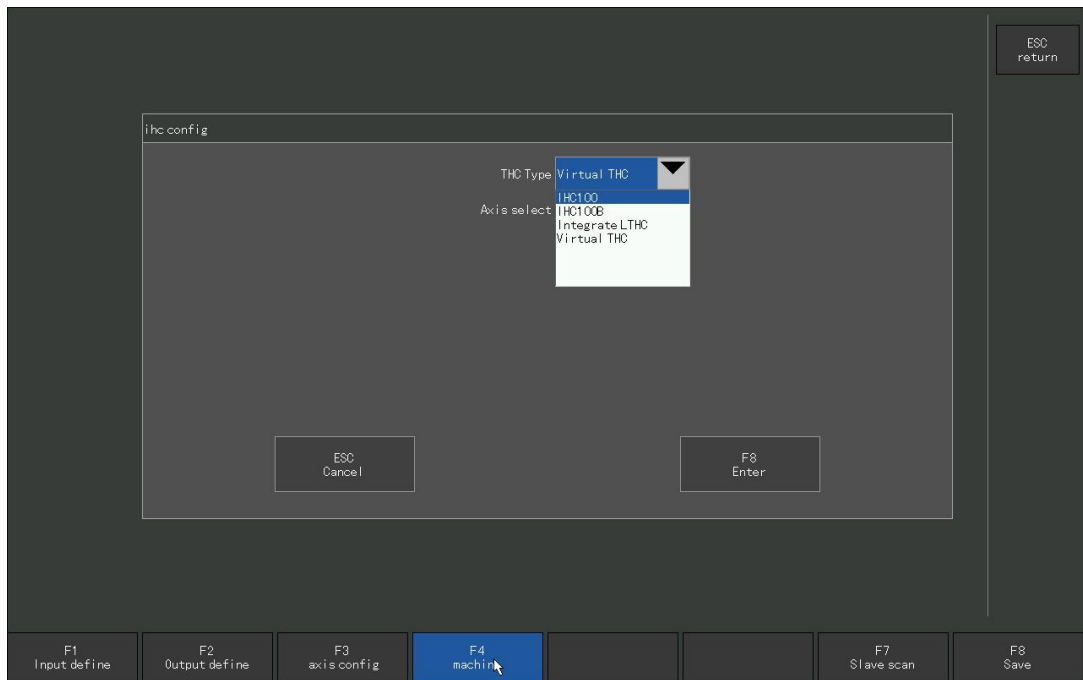 ESC
return
ihc config
THC Type Virtual THC
Axis select
IHC100
IHC100B
Integrate LTHC
Virtual THC
ESC
Cancel
F8
Enter
F1
Input define
F2
Output define
F3
axis config
F4
F7
Slave scan
F8
Save